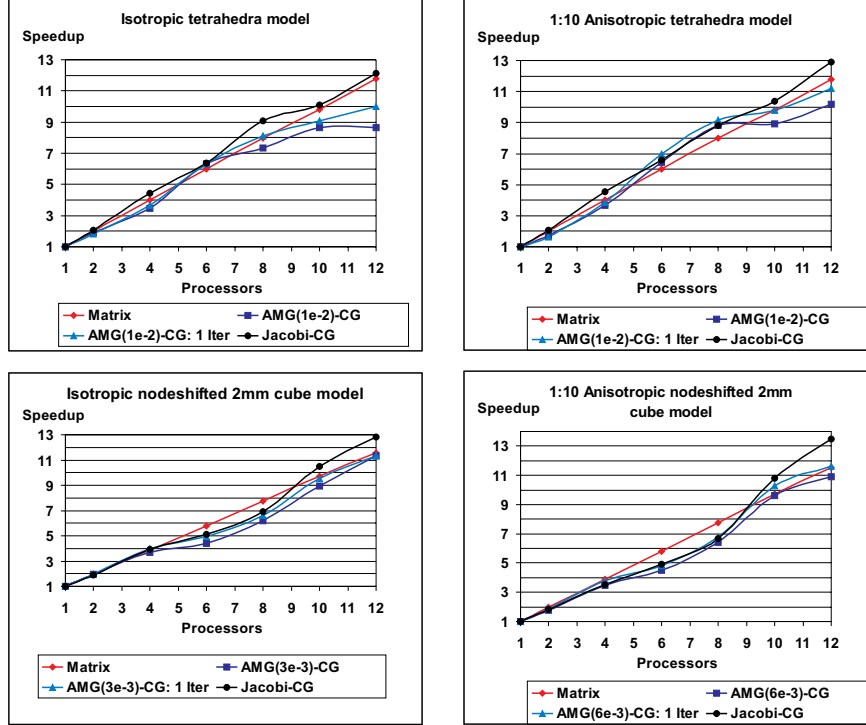 Isotropic tetrahedra model
Speedup
13
11
9
7
5
3
1
1 2 3 4 5 6 7 8 9 10 11 12
Processors
Matrix AMG(1e-2)-CG
AMG(1e-2)-CG: 1 Iter Jacobi-CG
1:10 Anisotropic tetrahedra model
Speedup
13
11
9
7
5
3
1
1 2 3 4 5 6 7 8 9 10 11 12
Processors
Matrix AMG(1e-2)-CG
AMG(1e-2)-CG: 1 Iter Jacobi-CG
Isotropic nodeshifted 2mm cube model
Speedup
13
11
9
7
5
3
1
1 2 3 4 5 6 7 8 9 10 11 12
Processors
Matrix AMG(3e-3)-CG
AMG(3e-3)-CG: 1 Iter Jacobi-CG
1:10 Anisotropic nodeshifted 2mm
cube model
Speedup
13
11
9
7
5
3
1
1 2 3 4 5 6 7 8 9 10 11 12
Processors
Matrix AMG(6e-3)-CG
AMG(6e-3)-CG: 1 Iter Jacobi-CG